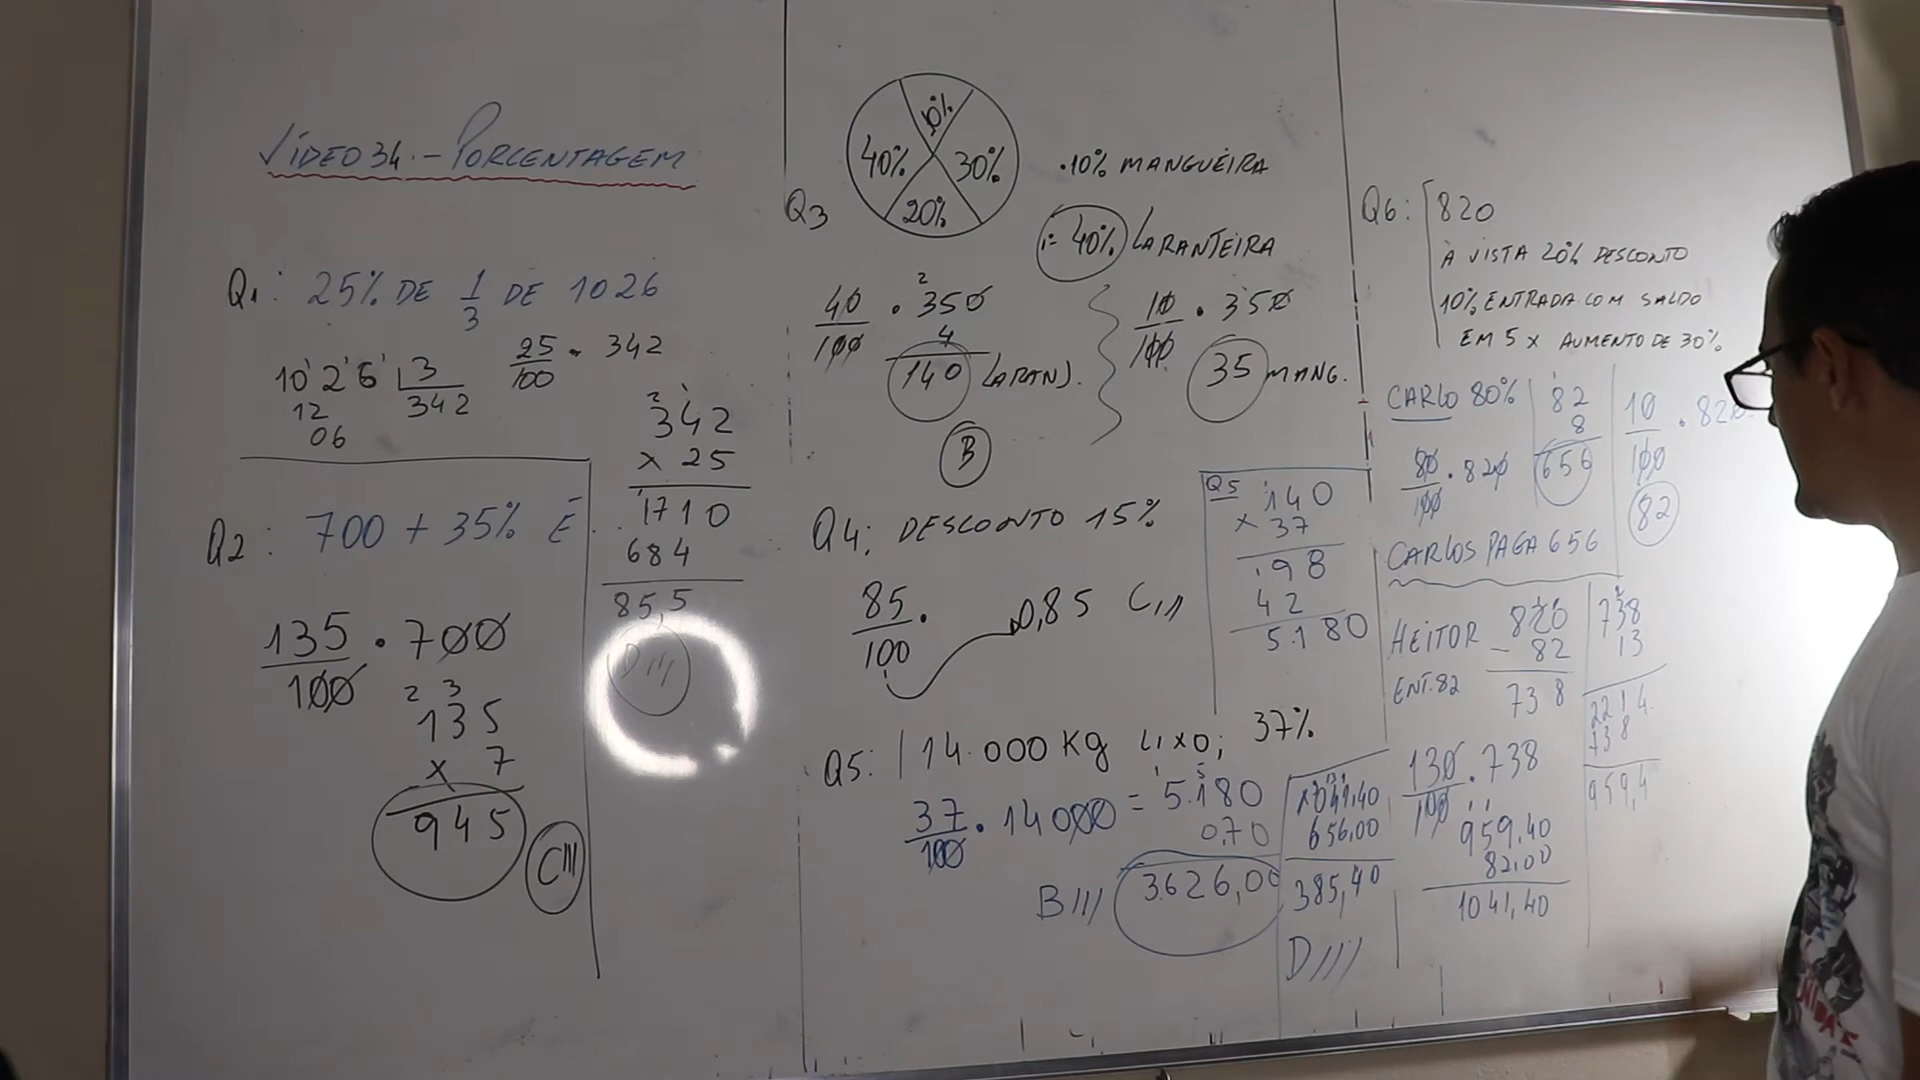 VÍDEO 34.-PORCENTAGEM
Q1: 25% DE 1/3 DE 1026
1026 3
12 342
06
25/100 . 342
342
x 25
1710
684
85,5
D///
Q2: 700 + 35% É
135/100 . 700
135
x 7
945
C///
Q3
40% 10% 30% 20%
.10% MANGUEIRA
40% LARANJEIRA
40/100 . 350
4
140 LARANJ.
10/100 . 350
35 MANG.
B
Q4: DESCONTO 15%
85/100 . 0,85 C///
Q5: 14.000 Kg LIXO; 37%
37/100 . 14000 = 5.180
0,70
B/// 3.626,00
Q5 140
x 37
98
42
5.180
Q6: 820
À VISTA 20% DESCONTO
10% ENTRADA COM SALDO
EM 5 x AUMENTO DE 30%
CARLO 80%
80/100 . 820
82
8
656
10/100 . 820
82
CARLOS PAGA 656
HEITOR
ENT. 82
820
- 82
738
738
13
2214
738
959,4
130/100 . 738
959,40
82,00
1041,40
1041,40
656,00
385,40
D///